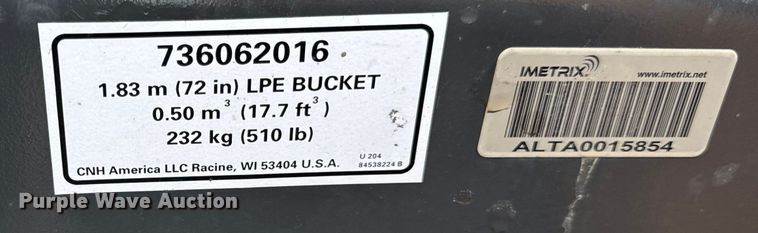 736062016
1.83 m (72 in) LPE BUCKET
0.50 m³ (17.7 ft³)
232 kg (510 lb)
CNH America LLC Racine, WI 53404 U.S.A.
U 204
84538224 B
IMETRIX
www.imetrix.net
ALTA0015854
Purple Wave Auction